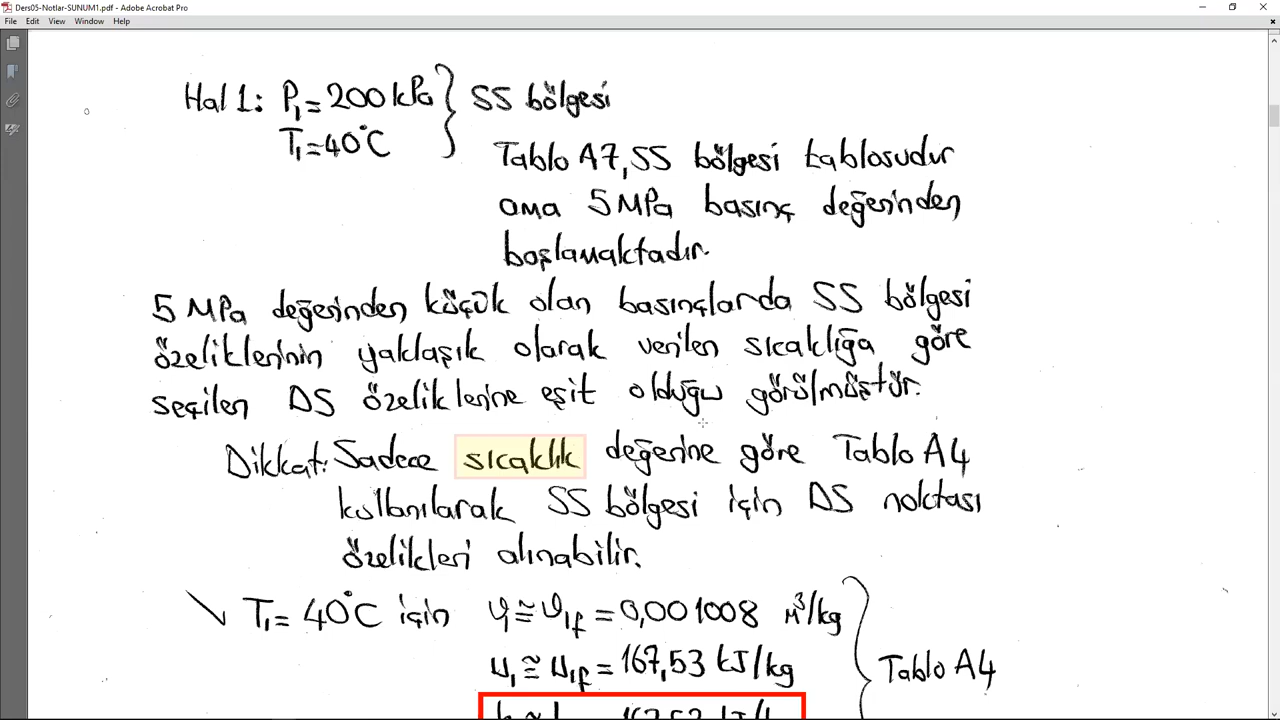 Ders05-Notlar-SUNUM1.pdf - Adobe Acrobat Pro
File Edit View Window Help
Hal 1: P₁=200 kPa } SS bölgesi
T₁=40°C
Tablo A7, SS bölgesi tablosudur
ama 5 MPa basınç değerinden
başlamaktadır.
5 MPa değerinden küçük olan basınçlarda SS bölgesi
özeliklerinin yaklaşık olarak verilen sıcaklığa göre
seçilen DS özeliklerine eşit olduğu görülmüştür.
Dikkat: Sadece sıcaklık değerine göre Tablo A4
kullanılarak SS bölgesi için DS noktası
özelikleri alınabilir.
T₁= 40°C için ϑ₁≅ϑ₁f = 0,001008 m³/kg
u₁ ≅ u₁f = 167,53 kJ/kg } Tablo A4